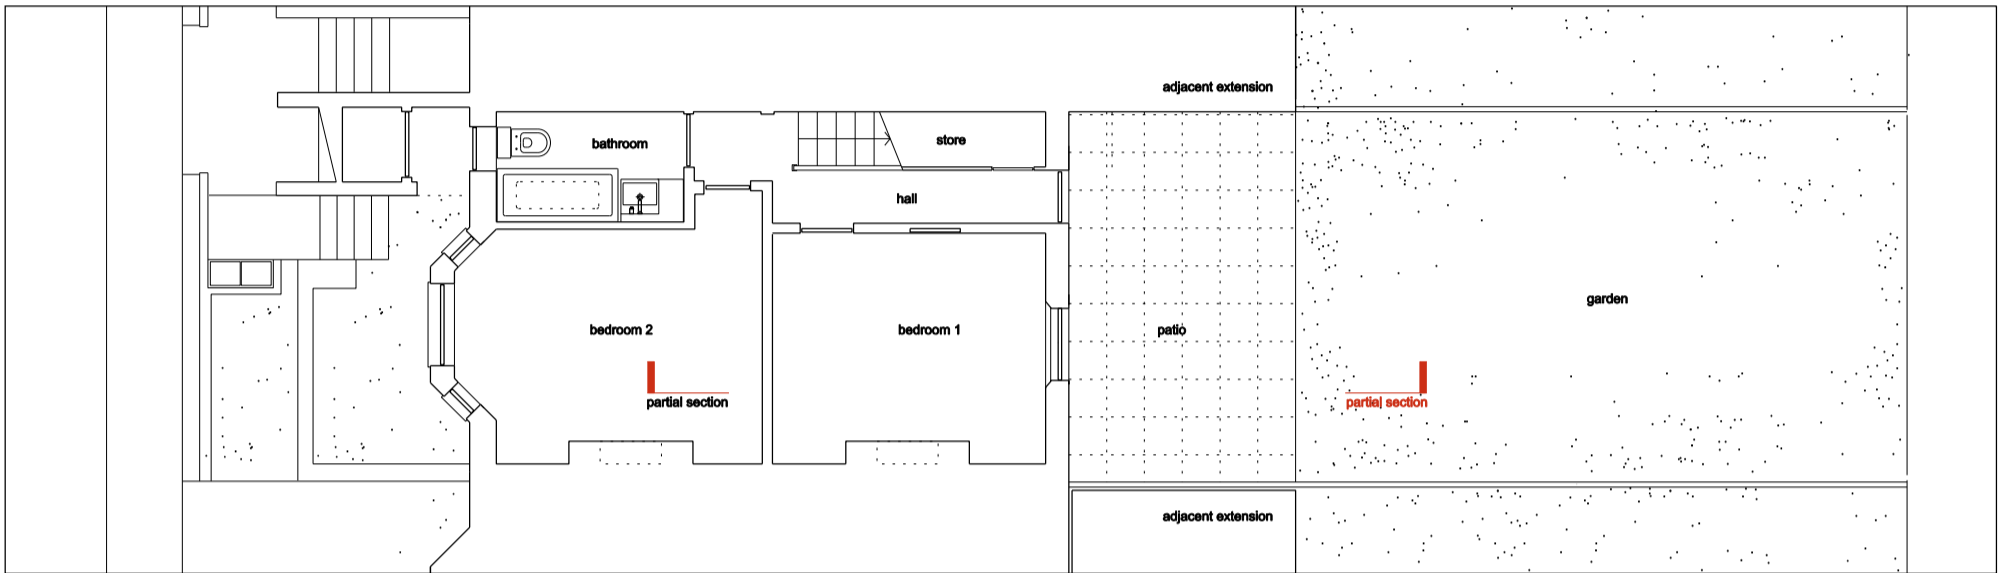 adjacent extension
bathroom
store
hall
garden
bedroom 2
bedroom 1
patio
partial section
partial section
adjacent extension